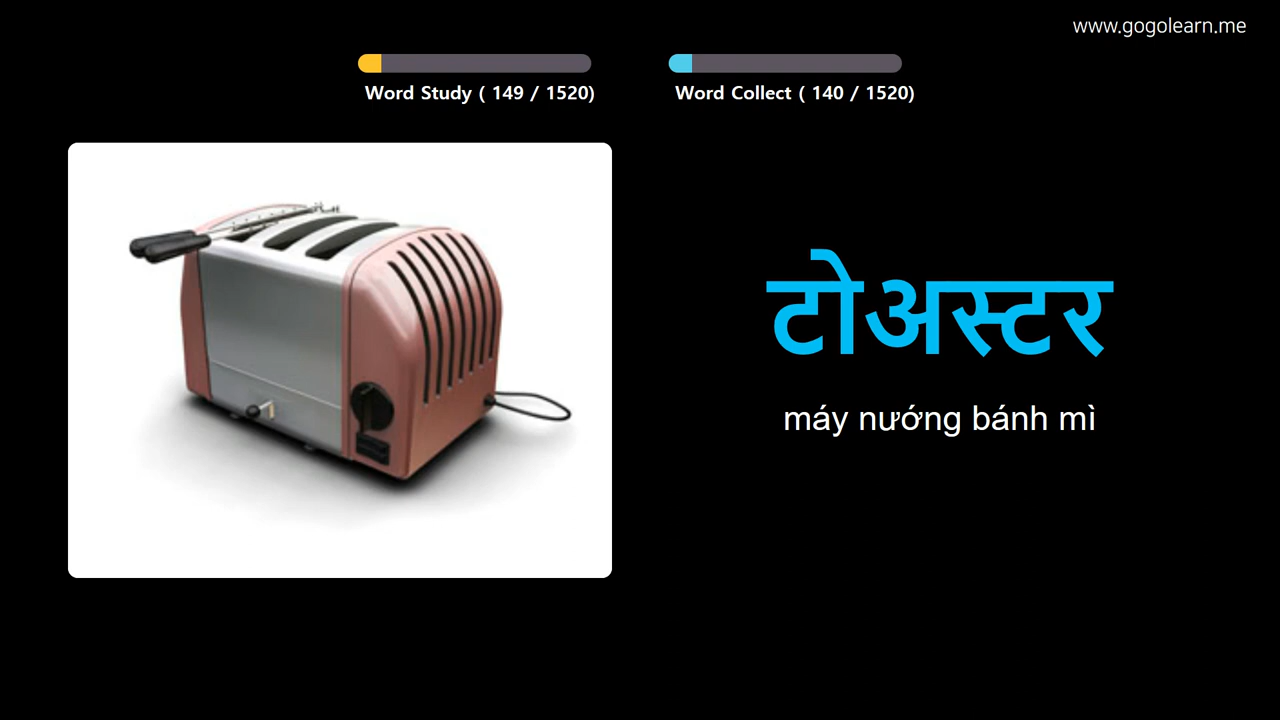 www.gogolearn.me
Word Study ( 149 / 1520)
Word Collect ( 140 / 1520)
टोअस्टर
máy nướng bánh mì